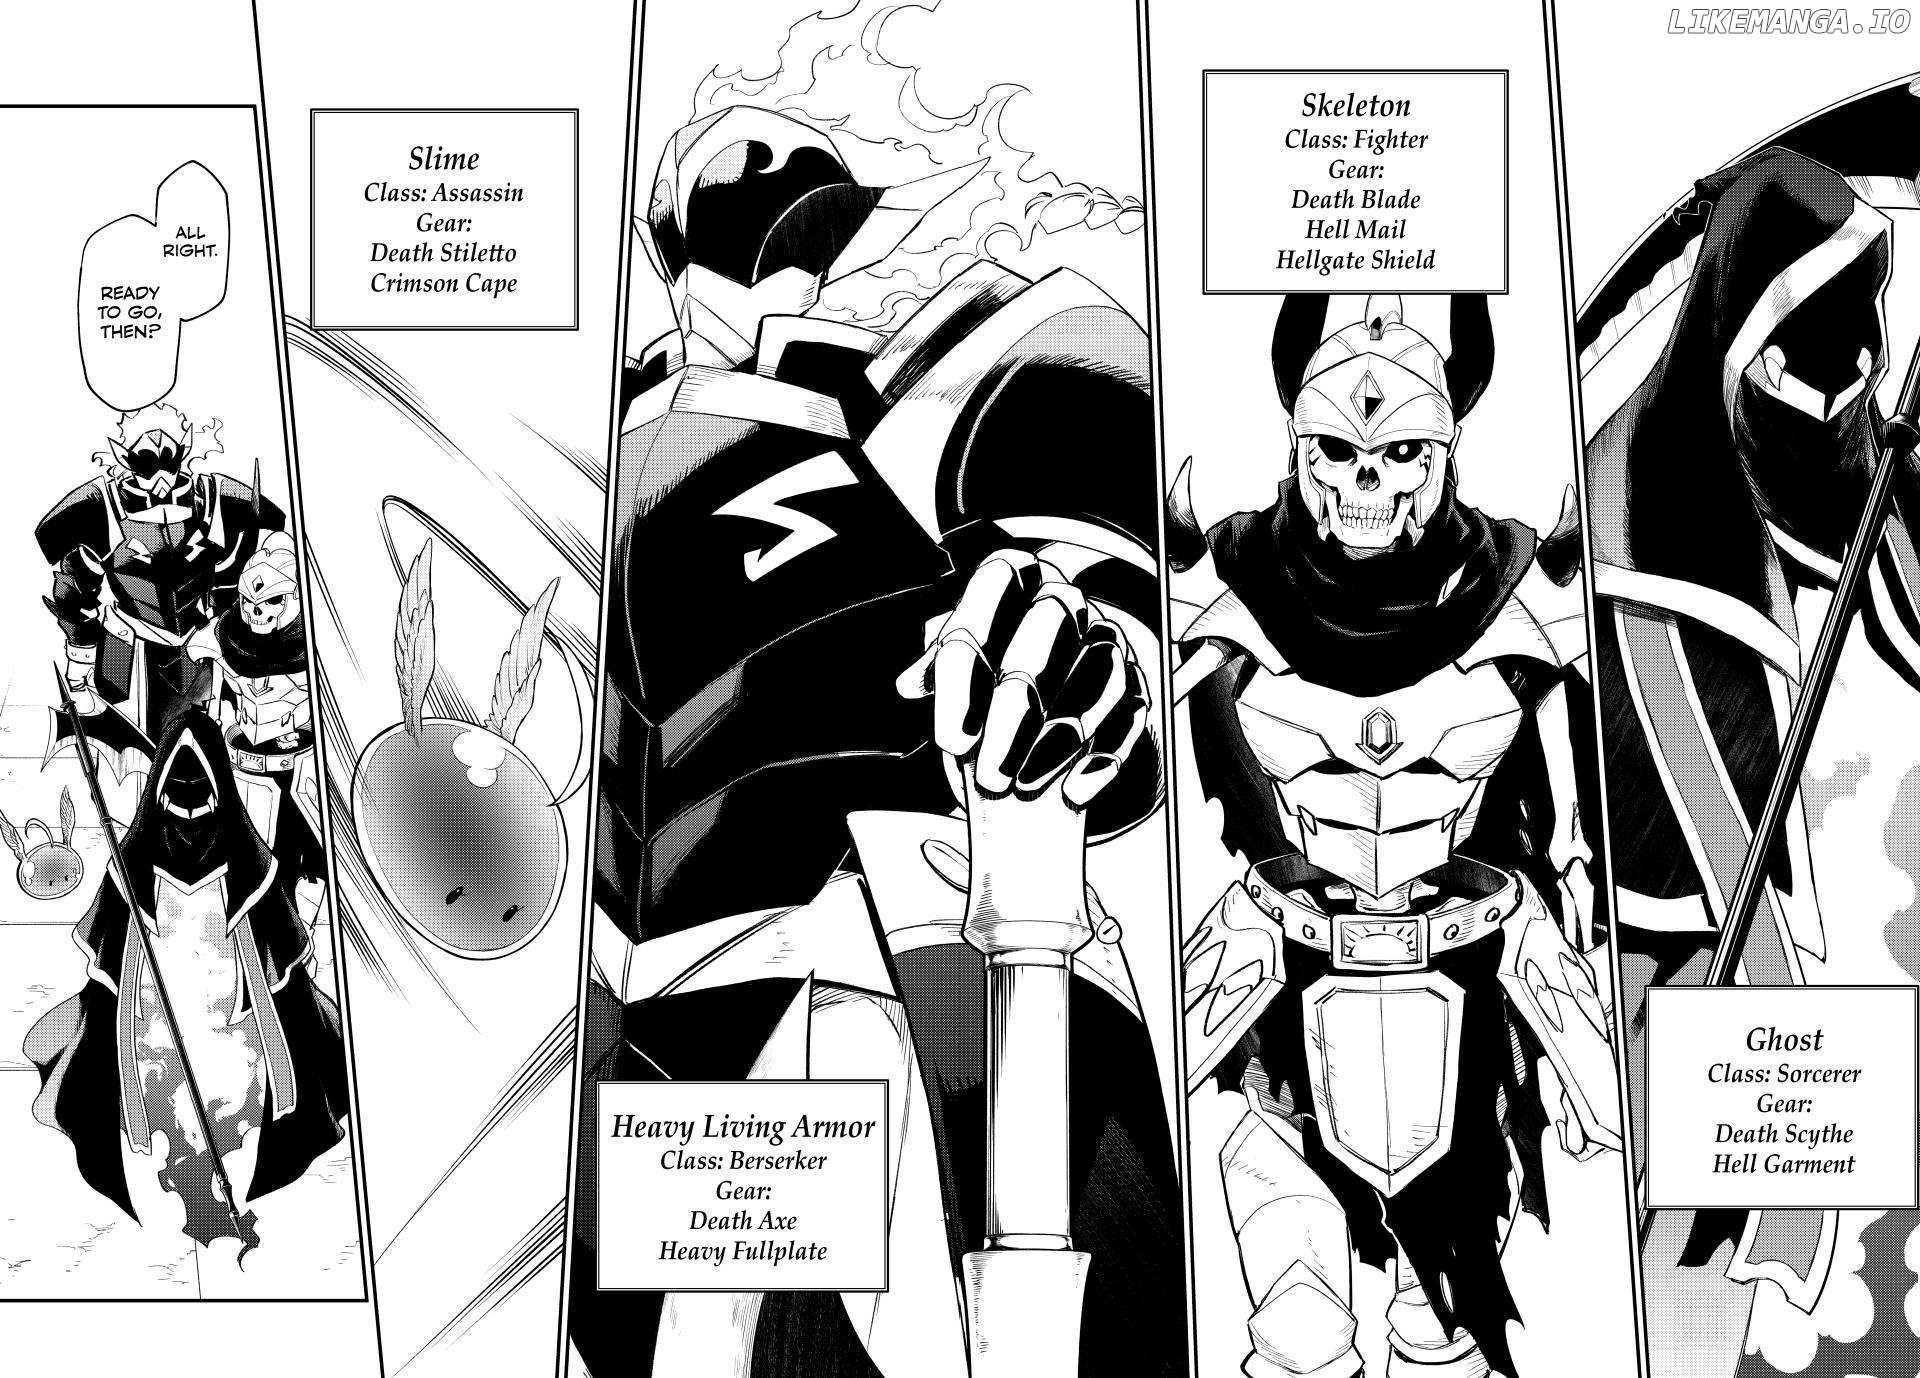 LIKEMANGA.IO
Ghost
Class: Sorcerer
Gear:
Death Scythe
Hell Garment
Skeleton
Class: Fighter
Gear:
Death Blade
Hell Mail
Hellgate Shield
Heavy Living Armor
Class: Berserker
Gear:
Death Axe
Heavy Fullplate
Slime
Class: Assassin
Gear:
Death Stiletto
Crimson Cape
ALL
RIGHT.
READY
TO GO,
THEN?